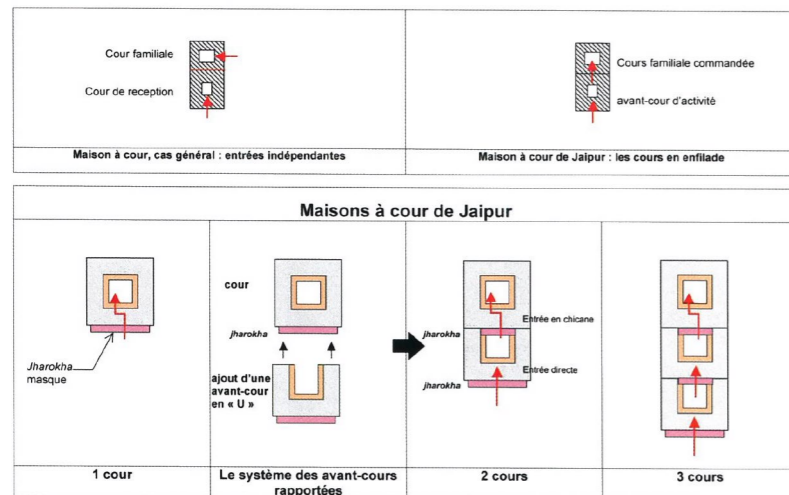 Cour familiale
Cour de reception
Maison à cour, cas général : entrées indépendantes
Cours familiale commandée
avant-cour d'activité
Maison à cour de Jaipur : les cours en enfilade
Maisons à cour de Jaipur
Jharokha
masque
1 cour
cour
jharokha
ajout d'une
avant-cour
en « U »
Le système des avant-cours
rapportées
jharokha
Entrée en chicane
jharokha
Entrée directe
2 cours
3 cours